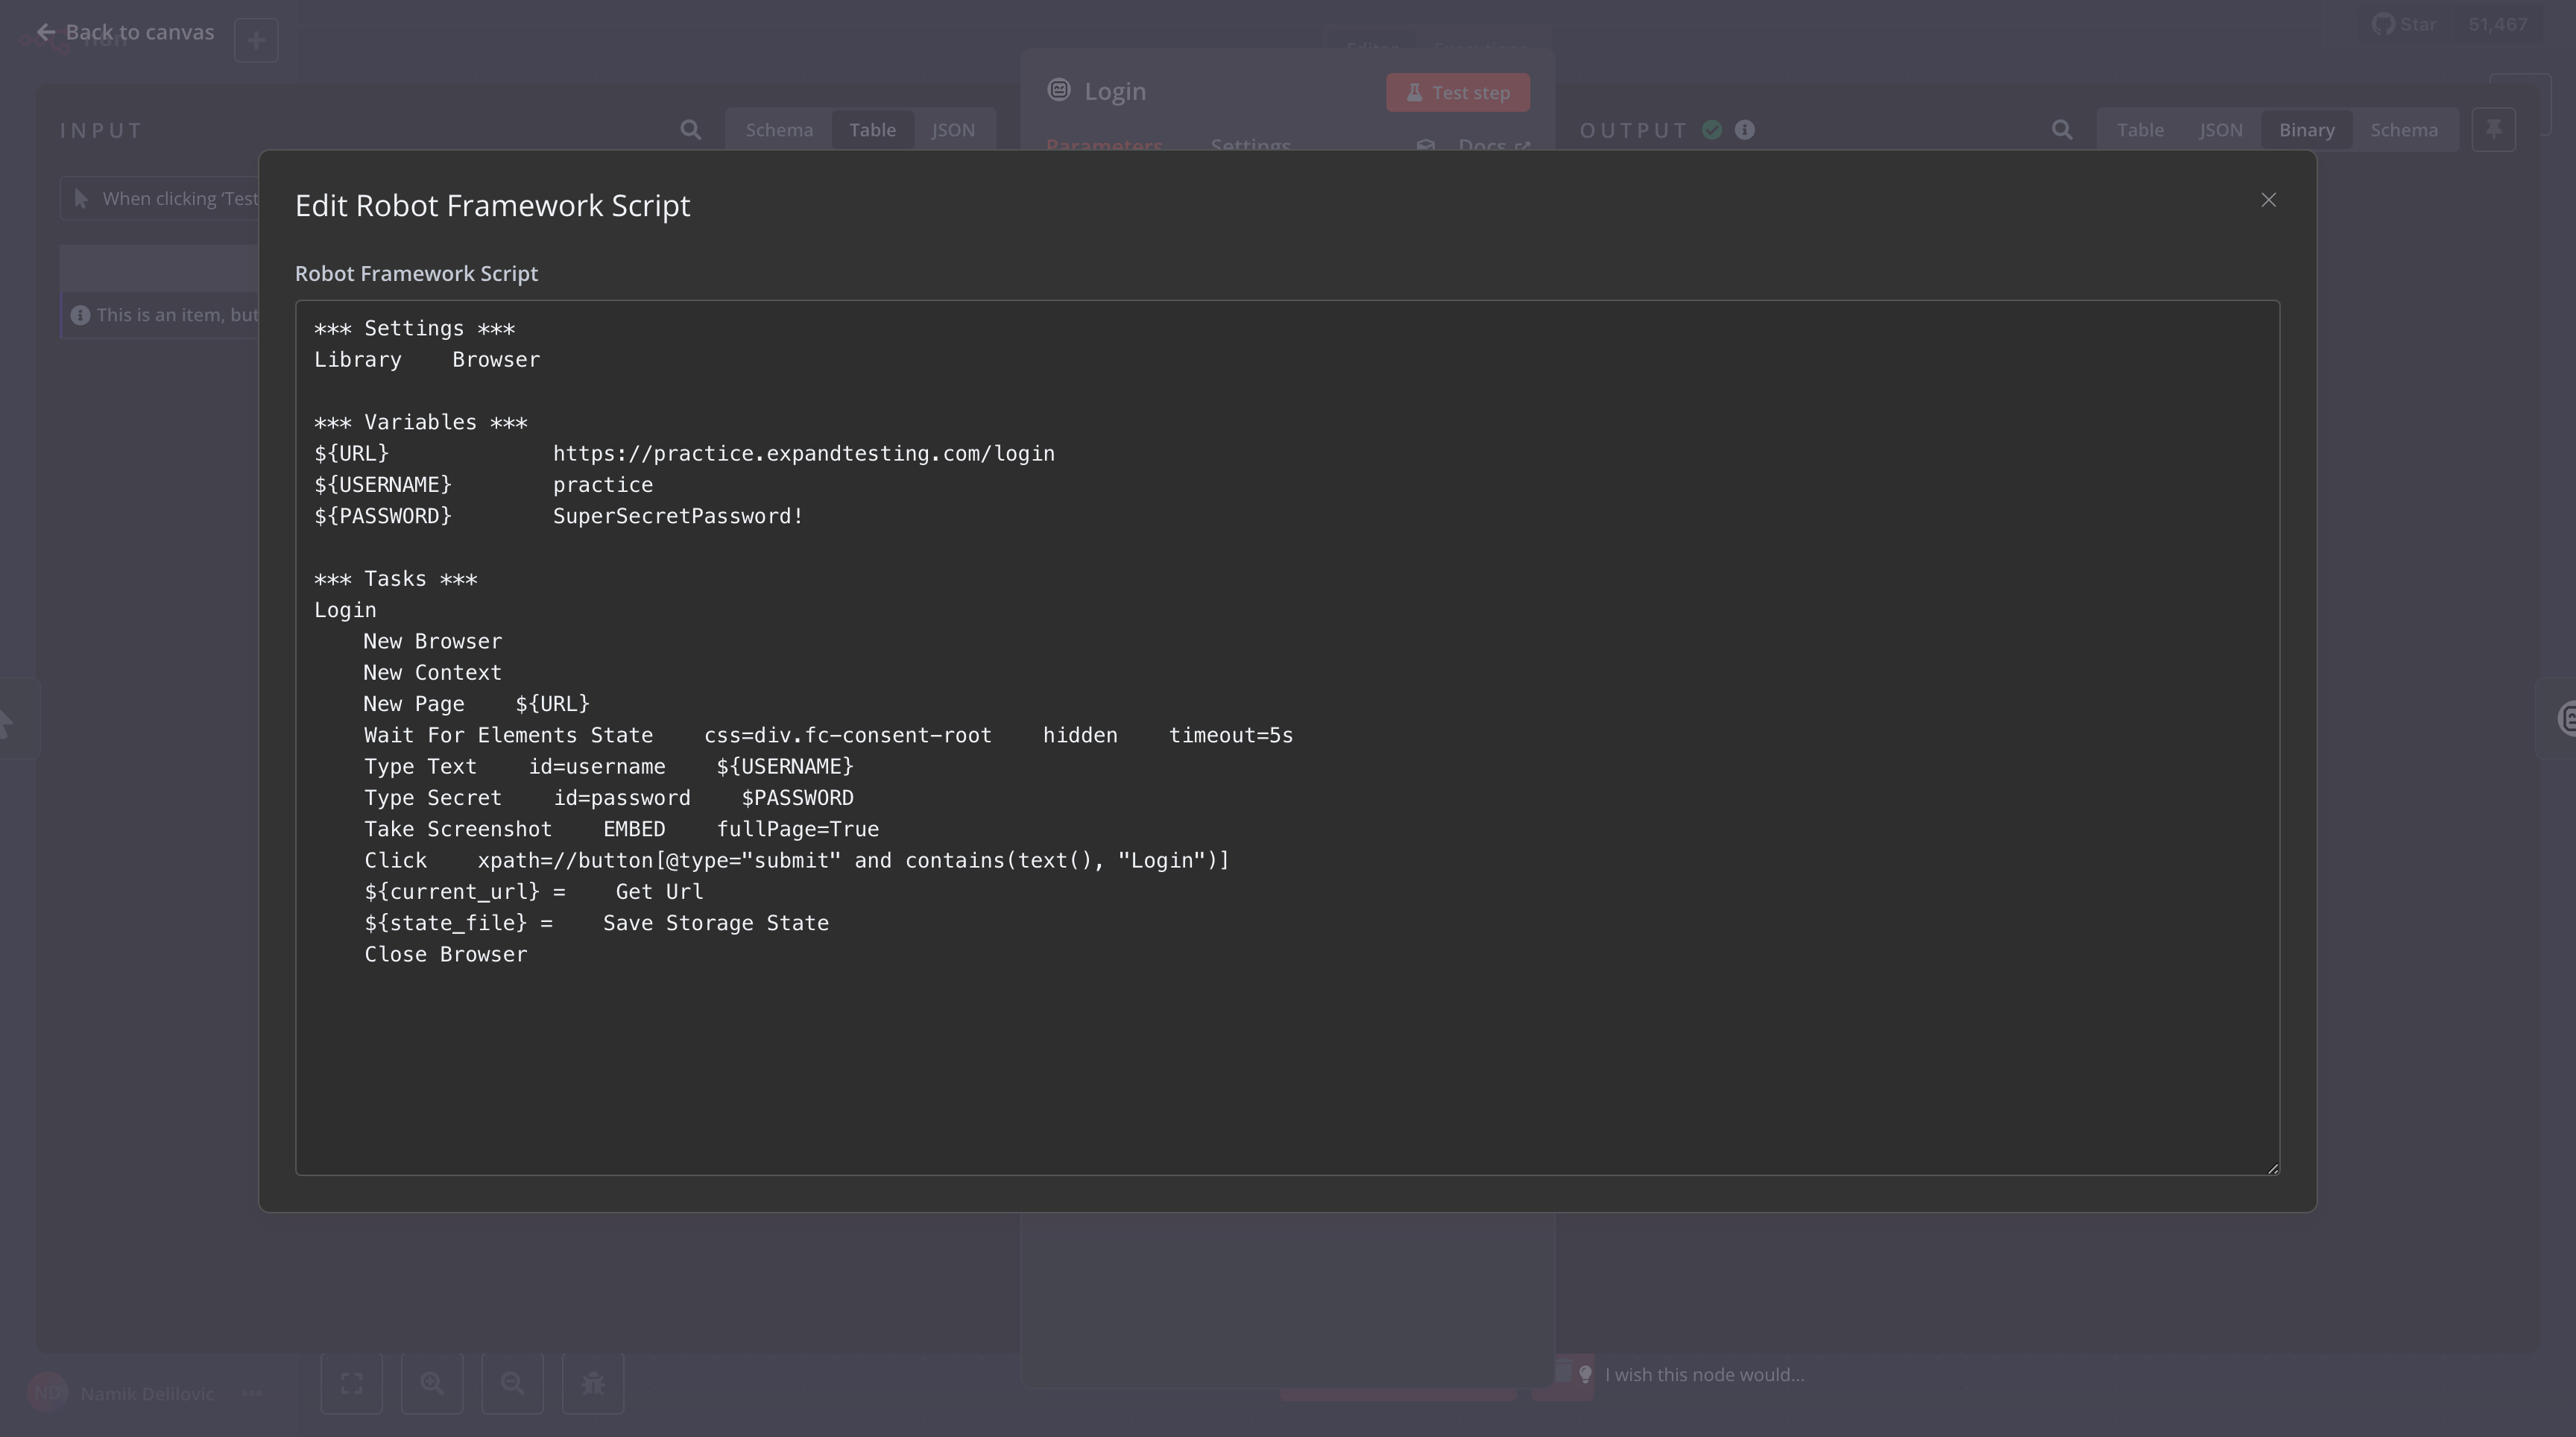 Back to canvas
Star 51,467
Login
Test step
INPUT
Schema Table JSON
Parameters Settings Docs
OUTPUT
Table JSON Binary Schema
When clicking ‘Test
This is an item, but
Edit Robot Framework Script
Robot Framework Script
*** Settings ***
Library    Browser
*** Variables ***
${URL}             https://practice.expandtesting.com/login
${USERNAME}        practice
${PASSWORD}        SuperSecretPassword!
*** Tasks ***
Login
    New Browser
    New Context
    New Page    ${URL}
    Wait For Elements State    css=div.fc-consent-root    hidden    timeout=5s
    Type Text    id=username    ${USERNAME}
    Type Secret    id=password    $PASSWORD
    Take Screenshot    EMBED    fullPage=True
    Click    xpath=//button[@type="submit" and contains(text(), "Login")]
    ${current_url} =    Get Url
    ${state_file} =    Save Storage State
    Close Browser
I wish this node would...
ND Namik Delilovic